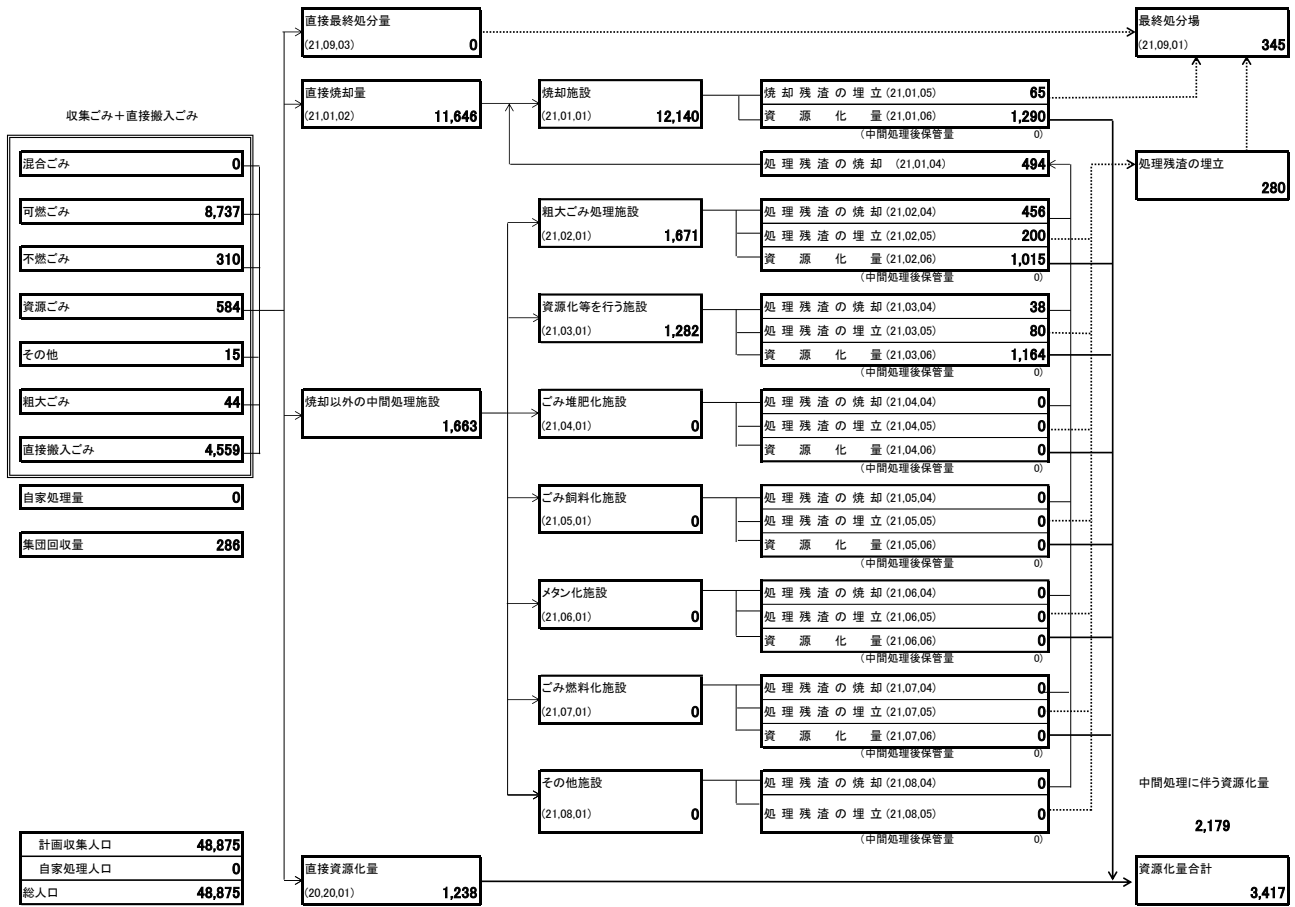 直接最終処分量
(21,09,03) 0
最終処分場
(21,09,01) 345
直接焼却量
(21,01,02) 11,646
焼却施設
(21,01,01) 12,140
焼却残渣の埋立(21,01,05) 65
資源化量(21,01,06) 1,290
(中間処理後保管量 0)
処理残渣の焼却 (21,01,04) 494
処理残渣の埋立
280
収集ごみ＋直接搬入ごみ
混合ごみ 0
可燃ごみ 8,737
不燃ごみ 310
資源ごみ 584
その他 15
粗大ごみ 44
直接搬入ごみ 4,559
自家処理量 0
集団回収量 286
粗大ごみ処理施設
(21,02,01) 1,671
処理残渣の焼却(21,02,04) 456
処理残渣の埋立(21,02,05) 200
資源化量(21,02,06) 1,015
(中間処理後保管量 0)
資源化等を行う施設
(21,03,01) 1,282
処理残渣の焼却(21,03,04) 38
処理残渣の埋立(21,03,05) 80
資源化量(21,03,06) 1,164
(中間処理後保管量 0)
焼却以外の中間処理施設
1,663
ごみ堆肥化施設
(21,04,01) 0
処理残渣の焼却(21,04,04) 0
処理残渣の埋立(21,04,05) 0
資源化量(21,04,06) 0
(中間処理後保管量 0)
ごみ飼料化施設
(21,05,01) 0
処理残渣の焼却(21,05,04) 0
処理残渣の埋立(21,05,05) 0
資源化量(21,05,06) 0
(中間処理後保管量 0)
メタン化施設
(21,06,01) 0
処理残渣の焼却(21,06,04) 0
処理残渣の埋立(21,06,05) 0
資源化量(21,06,06) 0
(中間処理後保管量 0)
ごみ燃料化施設
(21,07,01) 0
処理残渣の焼却(21,07,04) 0
処理残渣の埋立(21,07,05) 0
資源化量(21,07,06) 0
(中間処理後保管量 0)
その他施設
(21,08,01) 0
処理残渣の焼却(21,08,04) 0
処理残渣の埋立(21,08,05) 0
(中間処理後保管量 0)
中間処理に伴う資源化量
2,179
計画収集人口 48,875
自家処理人口 0
総人口 48,875
直接資源化量
(20,20,01) 1,238
資源化量合計
3,417